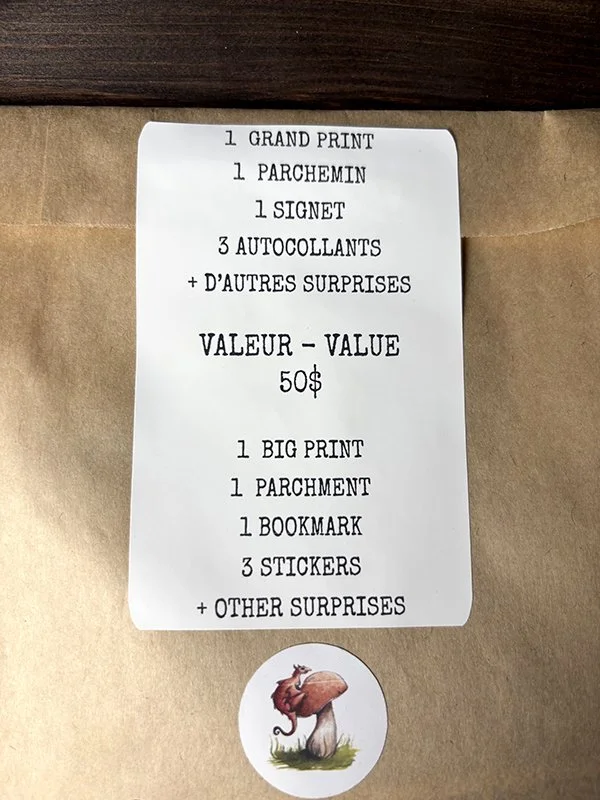 1 GRAND PRINT
1 PARCHEMIN
1 SIGNET
3 AUTOCOLLANTS
+ D'AUTRES SURPRISES
VALEUR - VALUE
50$
1 BIG PRINT
1 PARCHMENT
1 BOOKMARK
3 STICKERS
+ OTHER SURPRISES